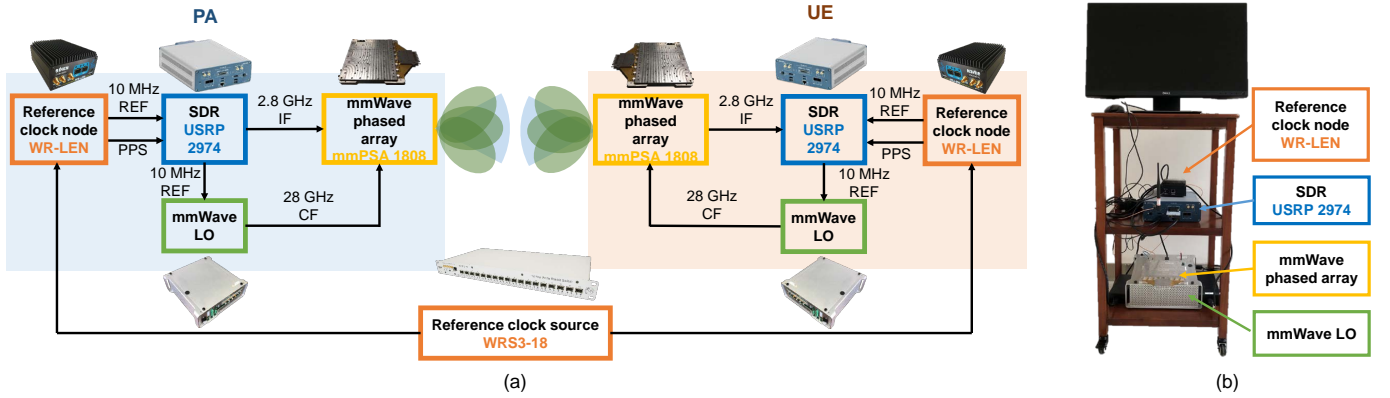 PA
UE
10 MHz
REF
Reference
clock node
WR-LEN
PPS
SDR
USRP
2974
2.8 GHz
IF
mmWave
phased
array
mmPSA 1808
10 MHz
REF
28 GHz
CF
mmWave
LO
mmWave
phased
array
mmPSA 1808
2.8 GHz
IF
SDR
USRP
2974
10 MHz
REF
PPS
Reference
clock node
WR-LEN
28 GHz
CF
10 MHz
REF
mmWave
LO
Reference clock source
WRS3-18
(a)
Reference
clock node
WR-LEN
SDR
USRP 2974
mmWave
phased array
mmWave LO
(b)